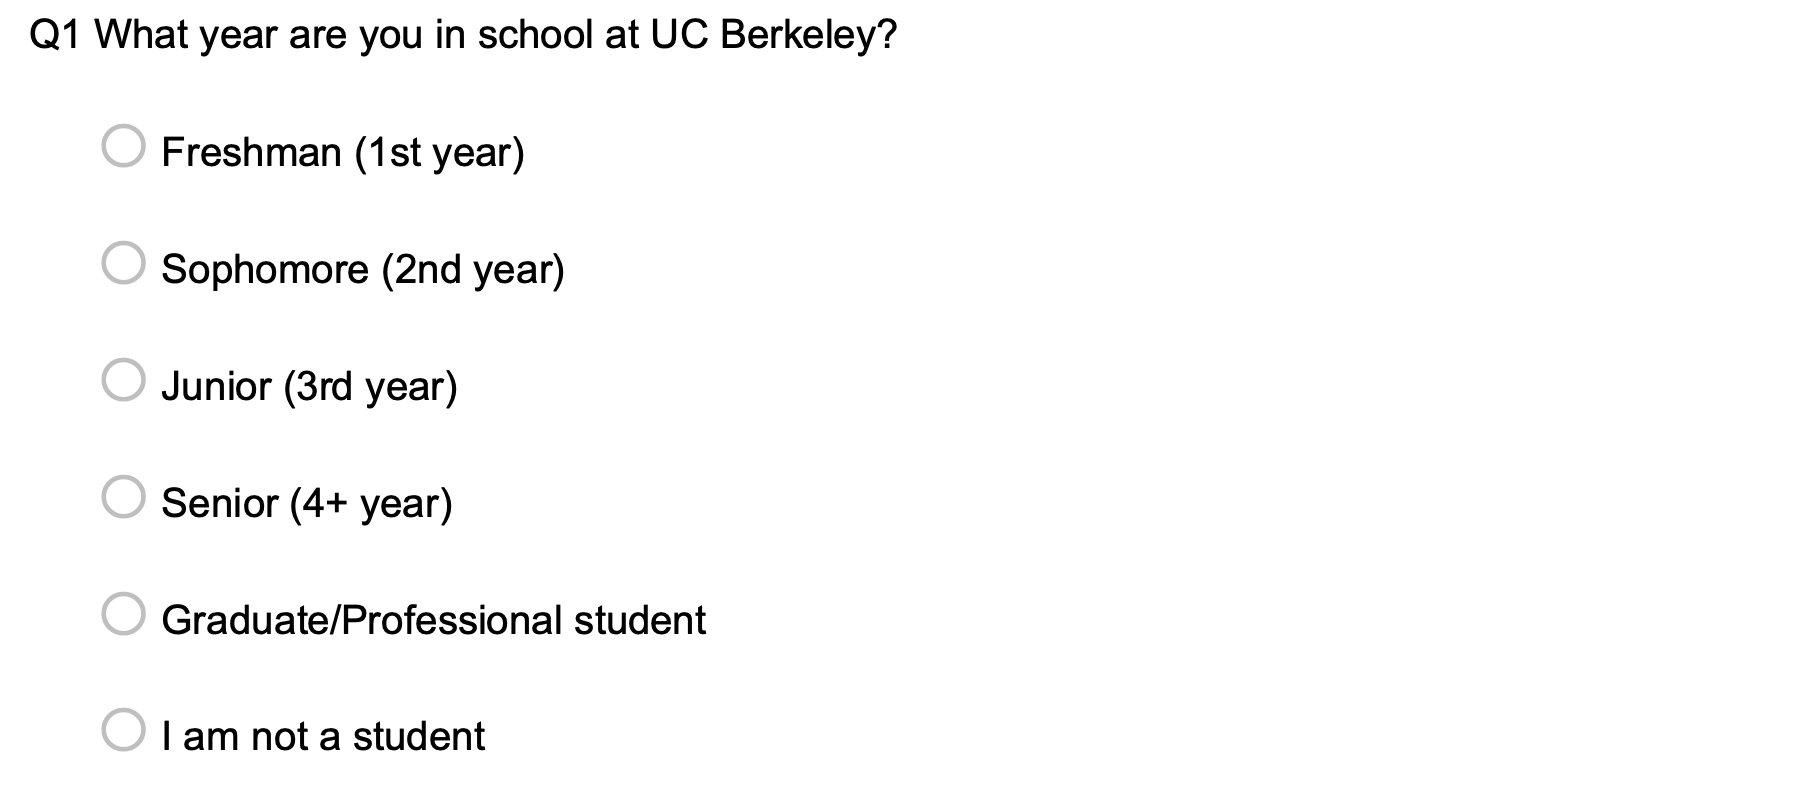 Q1 What year are you in school at UC Berkeley?
Freshman (1st year)
Sophomore (2nd year)
Junior (3rd year)
Senior (4+ year)
Graduate/Professional student
I am not a student